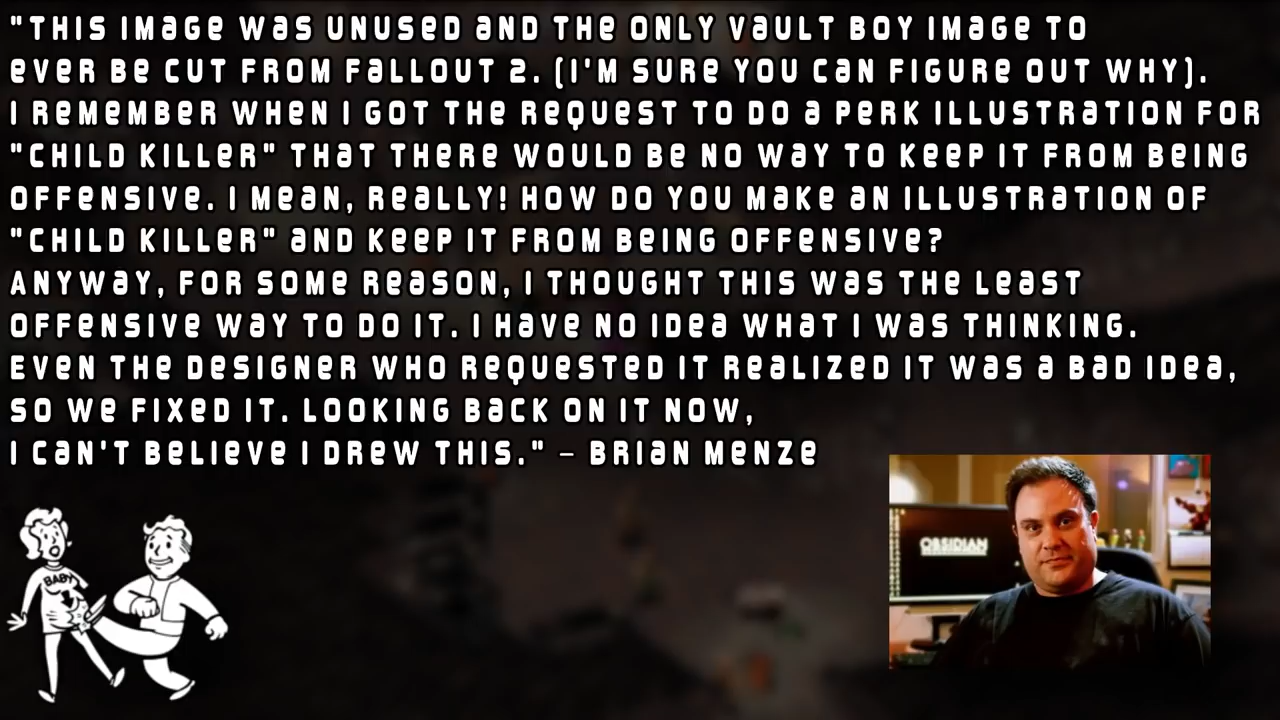 "THIS IMAGE WAS UNUSED AND THE ONLY VAULT BOY IMAGE TO
EVER BE CUT FROM FALLOUT 2. (I'M SURE YOU CAN FIGURE OUT WHY).
I REMEMBER WHEN I GOT THE REQUEST TO DO A PERK ILLUSTRATION FOR
"CHILD KILLER" THAT THERE WOULD BE NO WAY TO KEEP IT FROM BEING
OFFENSIVE. I MEAN, REALLY! HOW DO YOU MAKE AN ILLUSTRATION OF
"CHILD KILLER" AND KEEP IT FROM BEING OFFENSIVE?
ANYWAY, FOR SOME REASON, I THOUGHT THIS WAS THE LEAST
OFFENSIVE WAY TO DO IT. I HAVE NO IDEA WHAT I WAS THINKING.
EVEN THE DESIGNER WHO REQUESTED IT REALIZED IT WAS A BAD IDEA,
SO WE FIXED IT. LOOKING BACK ON IT NOW,
I CAN'T BELIEVE I DREW THIS." – BRIAN MENZE
OBSIDIAN
BABY